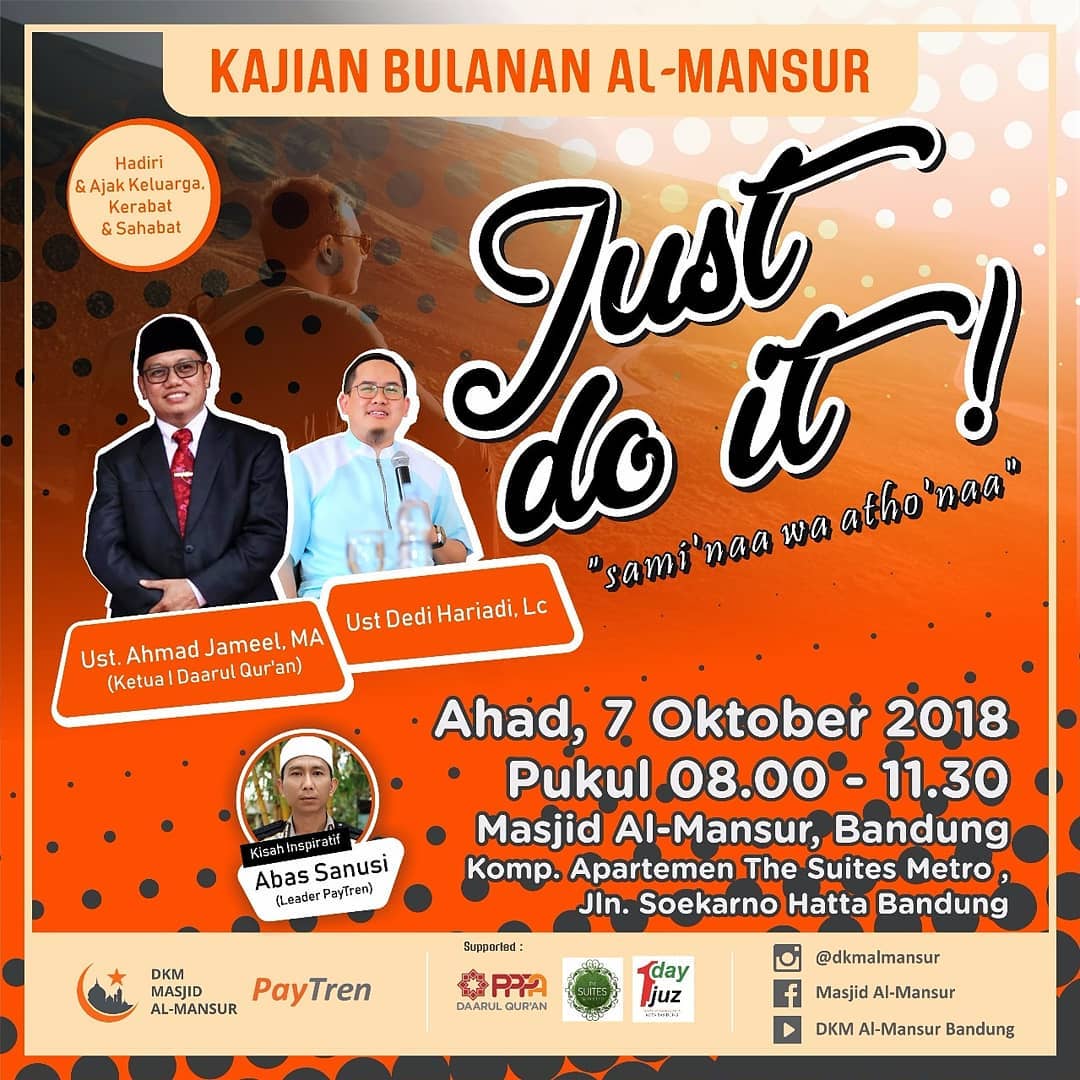 KAJIAN BULANAN AL-MANSUR
Hadiri
& Ajak Keluarga,
Kerabat
& Sahabat
Just
do it !
"sami'naa wa atho'naa"
Ust. Ahmad Jameel, MA
(Ketua I Daarul Qur'an)
Ust Dedi Hariadi, Lc
Ahad, 7 Oktober 2018
Pukul 08.00 - 11.30
Masjid Al-Mansur, Bandung
Komp. Apartemen The Suites Metro ,
Jln. Soekarno Hatta Bandung
Kisah Inspiratif
Abas Sanusi
(Leader PayTren)
DKM
MASJID
AL-MANSUR
PayTren
Supported :
PPPA
DAARUL QUR'AN
THE
SUITES
1day
1juz
@dkmalmansur
Masjid Al-Mansur
DKM Al-Mansur Bandung